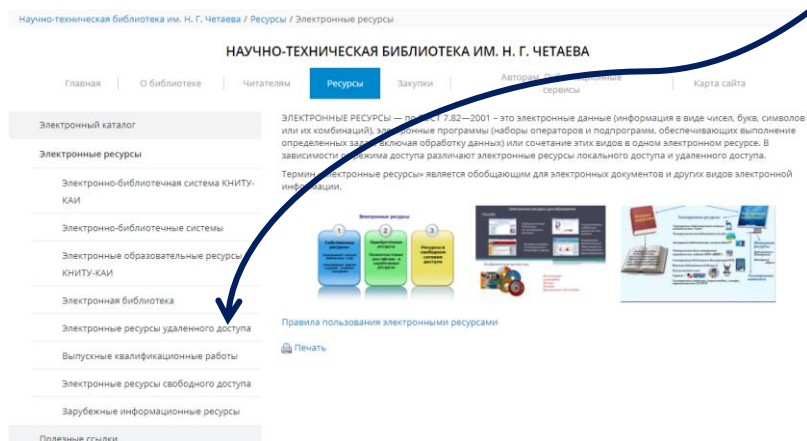 Научно-техническая библиотека им. Н. Г. Четаева / Ресурсы / Электронные ресурсы
НАУЧНО-ТЕХНИЧЕСКАЯ БИБЛИОТЕКА ИМ. Н. Г. ЧЕТАЕВА
Главная О библиотеке Читателям Ресурсы Закупки Авторам. сервисы Карта сайта
Электронный каталог
Электронные ресурсы
Электронно-библиотечная система КНИТУ-
КАИ
Электронно-библиотечные системы
Электронные образовательные ресурсы
КНИТУ-КАИ
Электронная библиотека
Электронные ресурсы удаленного доступа
Выпускные квалификационные работы
Электронные ресурсы свободного доступа
Зарубежные информационные ресурсы
Полезные ссылки
ЭЛЕКТРОННЫЕ РЕСУРСЫ — по ГОСТ 7.82—2001 – это электронные данные (информация в виде чисел, букв, символов
или их комбинаций), электронные программы (наборы операторов и подпрограмм, обеспечивающих выполнение
определенных задач, включая обработку данных) или сочетание этих видов в одном электронном ресурсе. В
зависимости от режима доступа различают электронные ресурсы локального доступа и удаленного доступа.
Термин «электронные ресурсы» является обобщающим для электронных документов и других видов электронной
информации.
Электронные ресурсы
1 2 3
Правила пользования электронными ресурсами
Печать